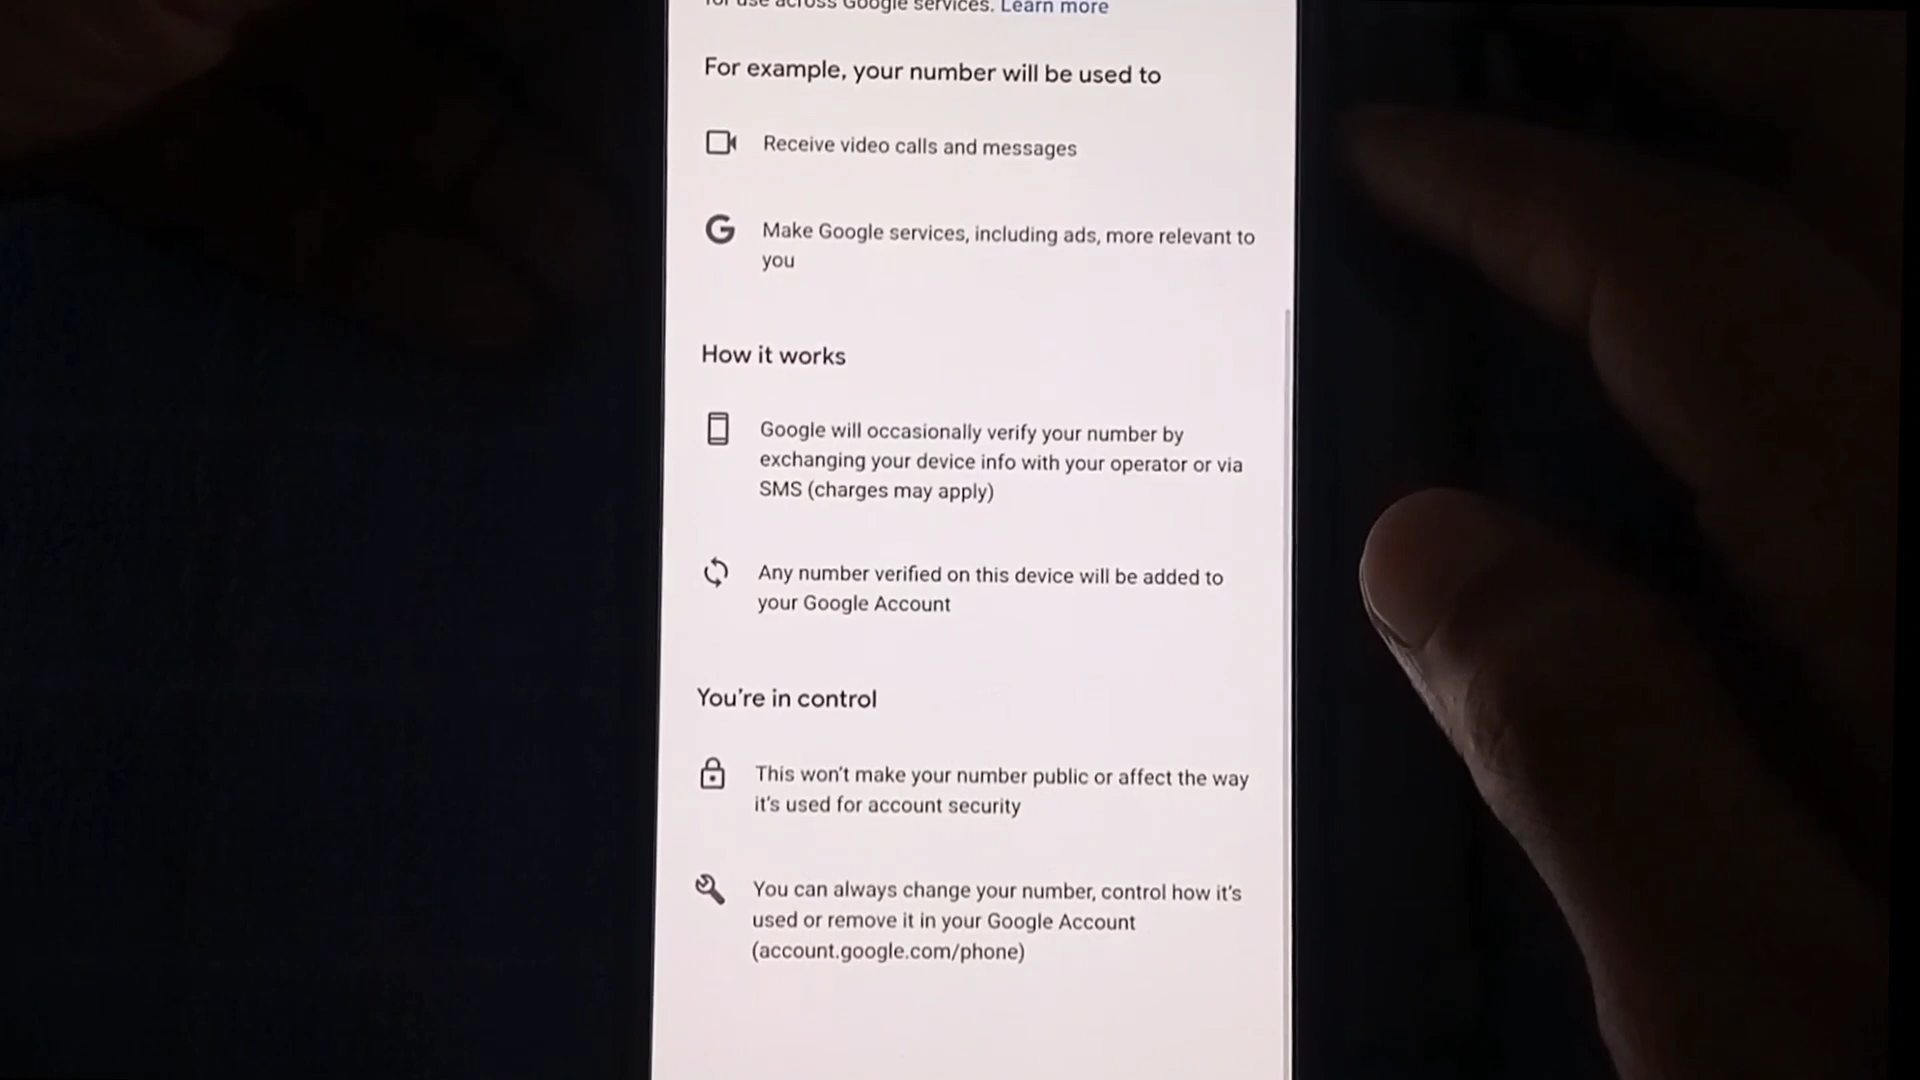 for use across Google services. Learn more
For example, your number will be used to
Receive video calls and messages
G Make Google services, including ads, more relevant to
you
How it works
Google will occasionally verify your number by
exchanging your device info with your operator or via
SMS (charges may apply)
Any number verified on this device will be added to
your Google Account
You're in control
This won't make your number public or affect the way
it's used for account security
You can always change your number, control how it's
used or remove it in your Google Account
(account.google.com/phone)